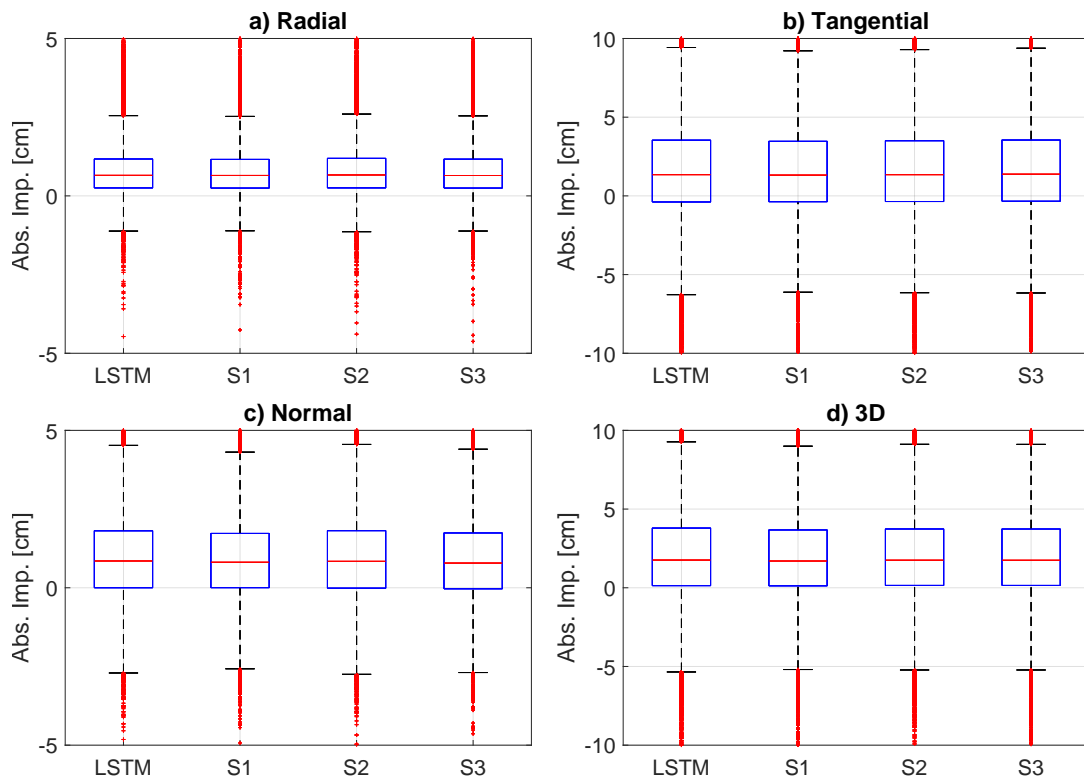 a) Radial
Abs. Imp. [cm]
5
0
-5
LSTM S1 S2 S3
b) Tangential
Abs. Imp. [cm]
10
5
0
-5
-10
LSTM S1 S2 S3
c) Normal
Abs. Imp. [cm]
5
0
-5
LSTM S1 S2 S3
d) 3D
Abs. Imp. [cm]
10
5
0
-5
-10
LSTM S1 S2 S3